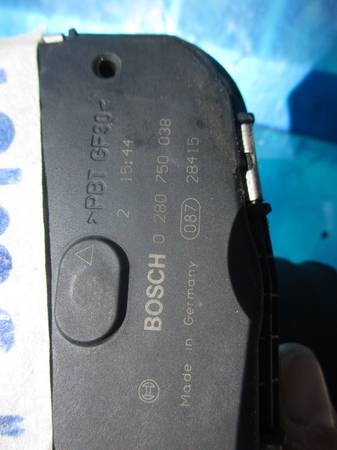 >PBT GF30<
2 15:44
BOSCH 0 280 750 038
Made in Germany 087 28415